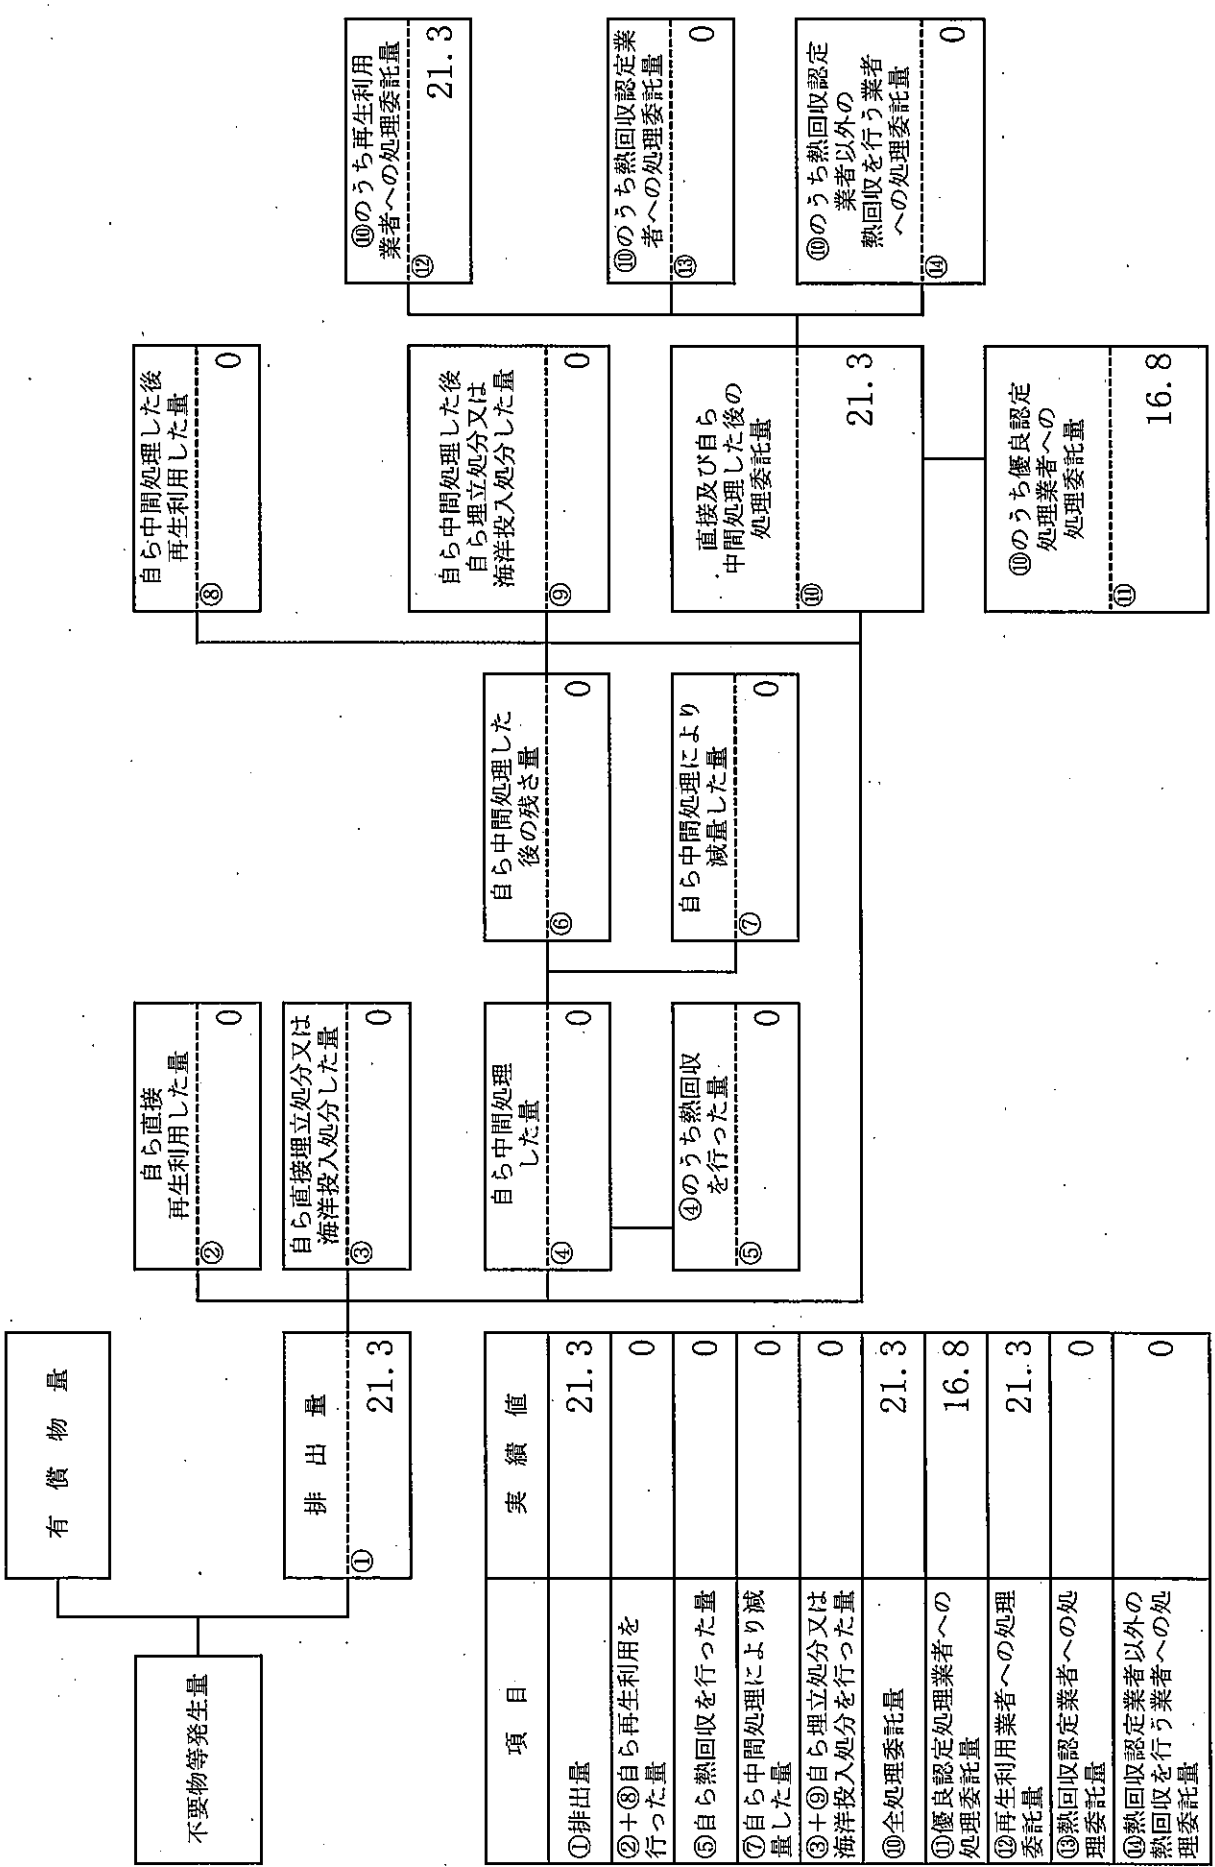 不要物等発生量
有償物量
排出量
①
21.3
自ら直接
再生利用した量
②
0
自ら直接埋立処分又は
海洋投入処分した量
③
0
自ら中間処理
した量
④
0
④のうち熱回収
を行った量
⑤
0
自ら中間処理した
後の残さ量
⑥
0
自ら中間処理により
減量した量
⑦
0
自ら中間処理した後
再生利用した量
⑧
0
自ら中間処理した後
自ら埋立処分又は
海洋投入処分した量
⑨
0
直接及び自ら
中間処理した後の
処理委託量
⑩
21.3
⑩のうち優良認定
処理業者への
処理委託量
⑪
16.8
⑩のうち再生利用
業者への処理委託量
⑫
21.3
⑩のうち熱回収認定業
者への処理委託量
⑬
0
⑩のうち熱回収認定
業者以外の
熱回収を行う業者
への処理委託量
⑭
0
項目 実績値
①排出量 21.3
②+⑧自ら再生利用を
行った量 0
⑤自ら熱回収を行った量 0
⑦自ら中間処理により減
量した量 0
③+⑨自ら埋立処分又は
海洋投入処分を行った量 0
⑩全処理委託量 21.3
⑪優良認定処理業者への
処理委託量 16.8
⑫再生利用業者への処理
委託量 21.3
⑬熱回収認定業者への処
理委託量 0
⑭熱回収認定業者以外の
熱回収を行う業者への処
理委託量 0